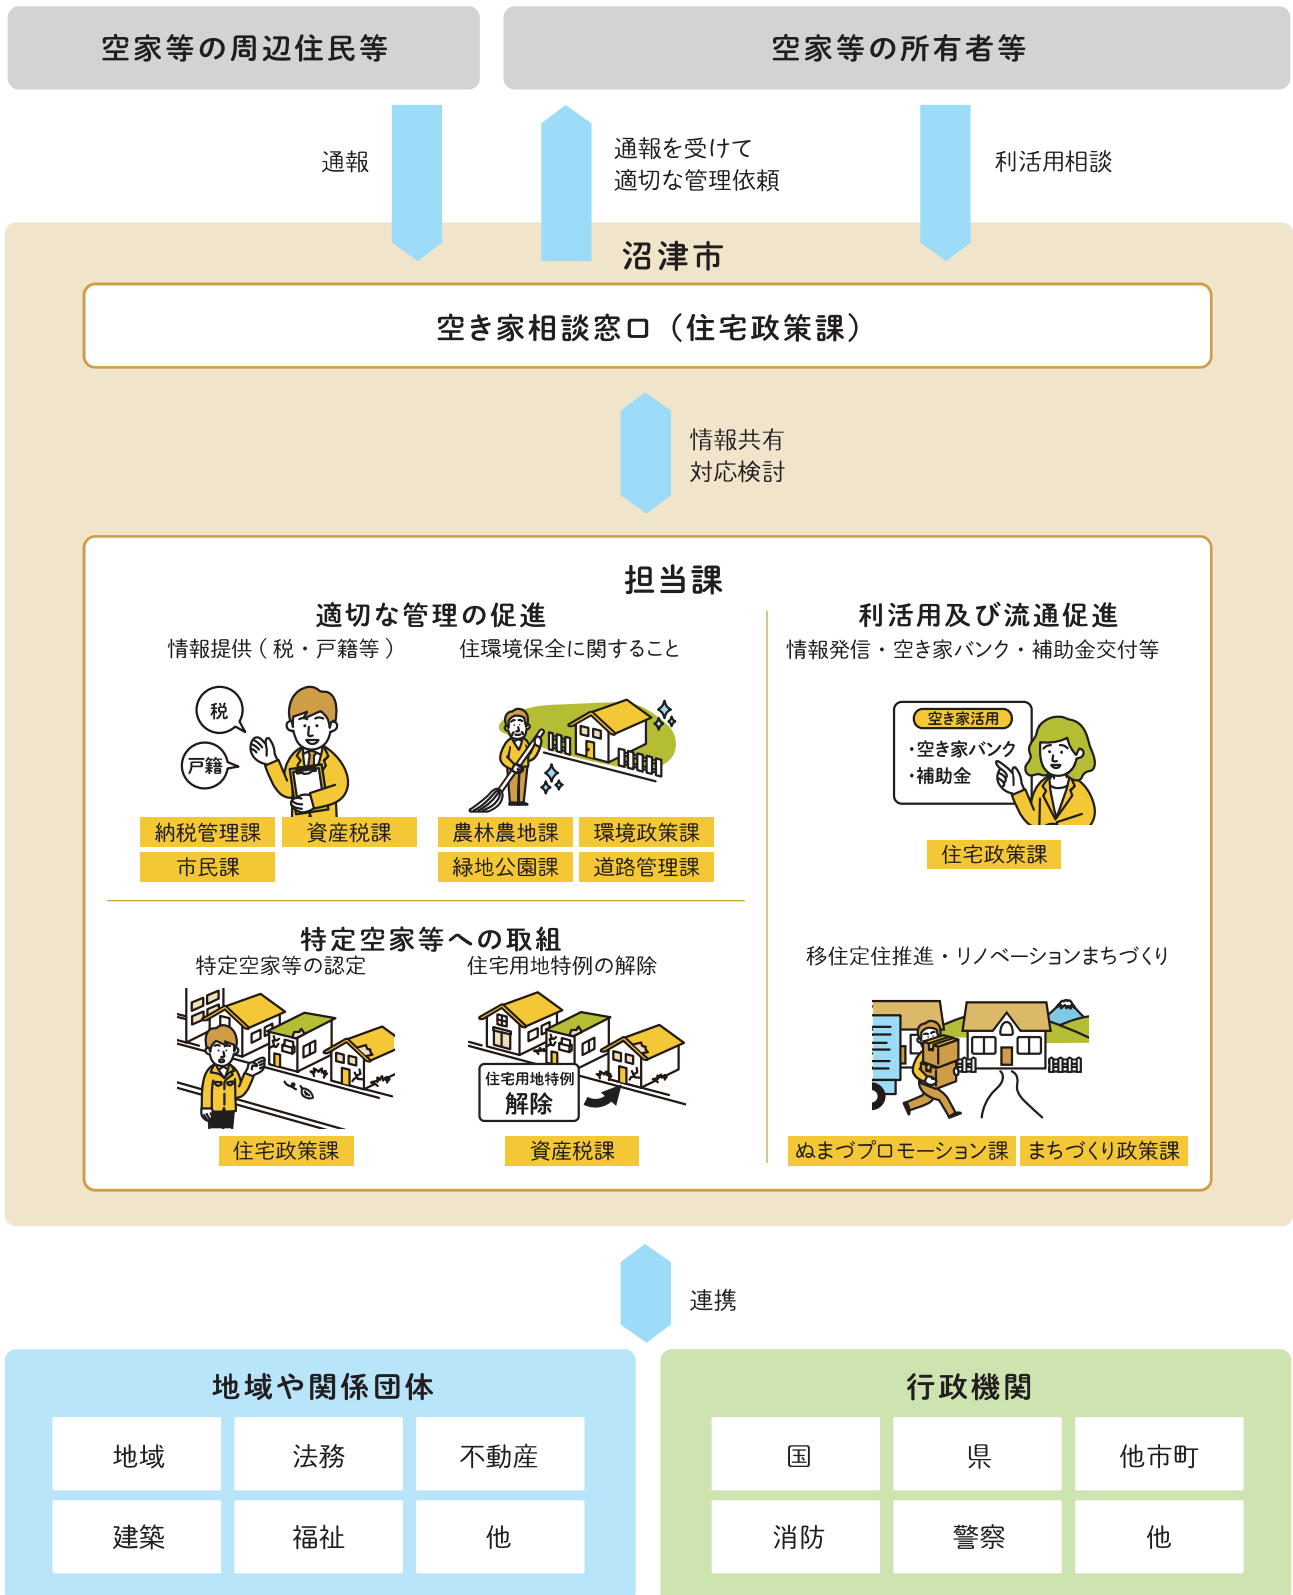 空家等の周辺住民等
空家等の所有者等
通報
通報を受けて
適切な管理依頼
利活用相談
沼津市
空き家相談窓口（住宅政策課）
情報共有
対応検討
担当課
適切な管理の促進
情報提供（税・戸籍等）
税
戸籍
納税管理課
資産税課
市民課
住環境保全に関すること
農林農地課
環境政策課
緑地公園課
道路管理課
特定空家等への取組
特定空家等の認定
住宅政策課
住宅用地特例の解除
住宅用地特例
解除
資産税課
利活用及び流通促進
情報発信・空き家バンク・補助金交付等
空き家活用
・空き家バンク
・補助金
住宅政策課
移住定住推進・リノベーションまちづくり
ぬまづプロモーション課
まちづくり政策課
連携
地域や関係団体
地域
法務
不動産
建築
福祉
他
行政機関
国
県
他市町
消防
警察
他